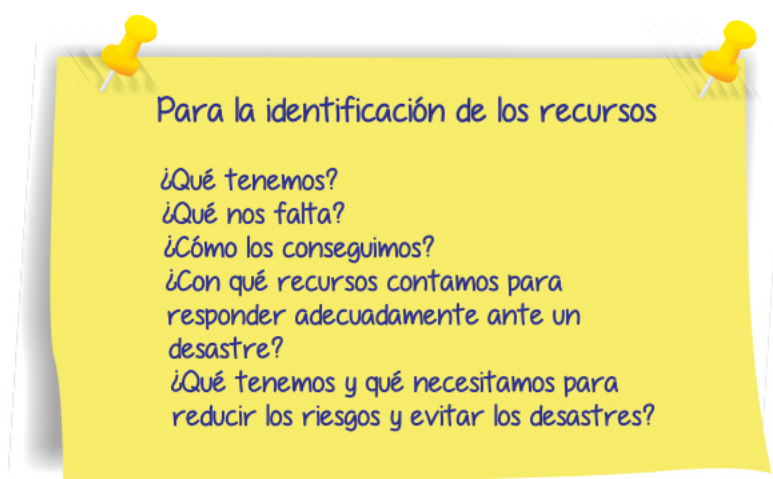 Para la identificación de los recursos
¿Qué tenemos?
¿Qué nos falta?
¿Cómo los conseguimos?
¿Con qué recursos contamos para
responder adecuadamente ante un
desastre?
¿Qué tenemos y qué necesitamos para
reducir los riesgos y evitar los desastres?